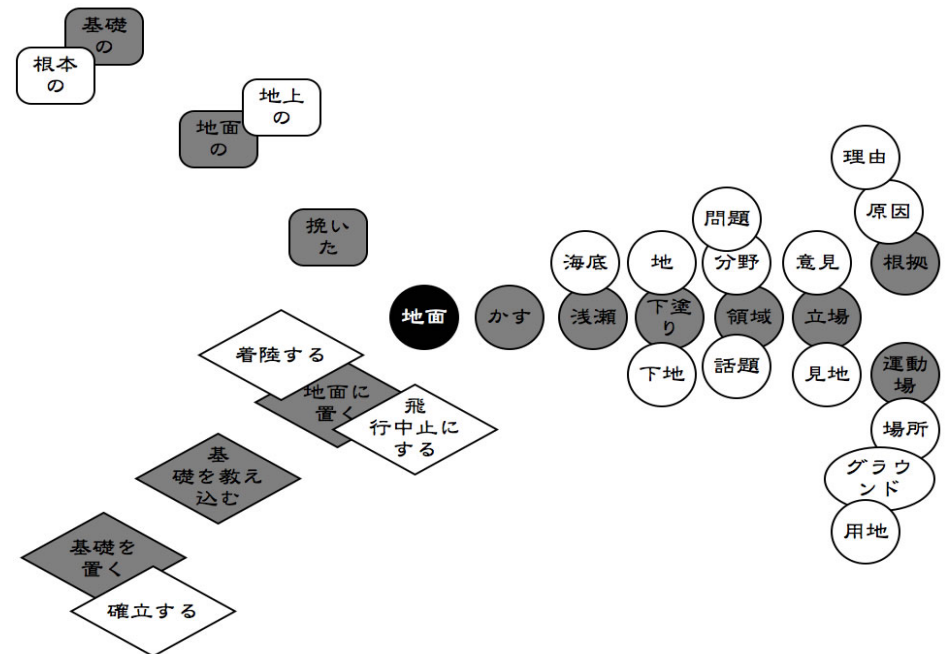 基礎
の
根本
の
地上
の
地面
の
挽い
た
理由
原因
根拠
問題
分野
領域
話題
海底
浅瀬
地
下塗
り
下地
意見
立場
見地
地面
かす
運動
場
場所
グラウ
ンド
用地
着陸する
地面に
置く
飛
行中止に
する
基
礎を教え
込む
基礎を
置く
確立する